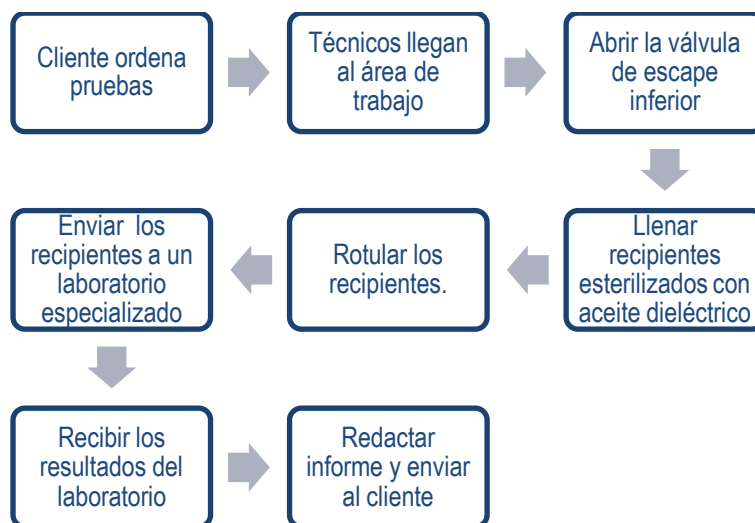 Cliente ordena
pruebas
Técnicos llegan
al área de
trabajo
Abrir la válvula
de escape
inferior
Llenar
recipientes
esterilizados con
aceite dieléctrico
Rotular los
recipientes.
Enviar los
recipientes a un
laboratorio
especializado
Recibir los
resultados del
laboratorio
Redactar
informe y enviar
al cliente